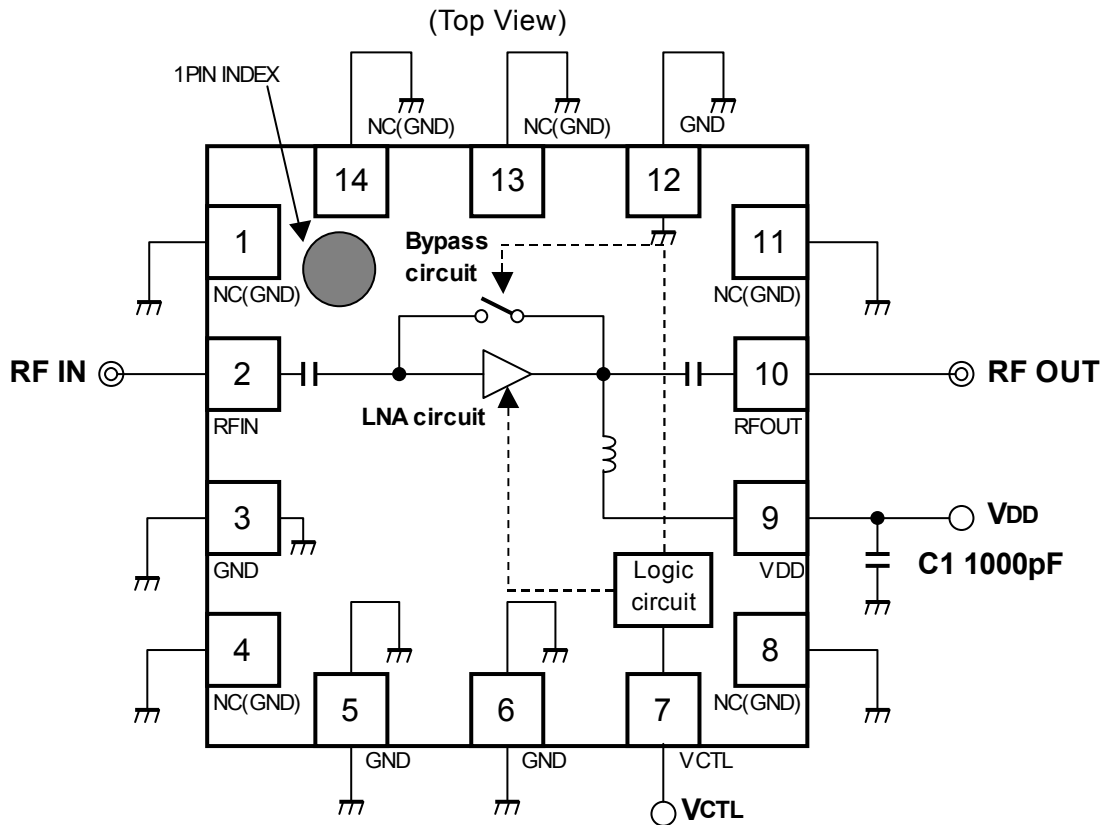 (Top View)
1PIN INDEX
NC(GND)
NC(GND)
GND
14
13
12
1
11
Bypass
circuit
NC(GND)
NC(GND)
RF IN
2
10
RF OUT
LNA circuit
RFIN
RFOUT
3
9
VDD
GND
VDD
C1 1000pF
Logic
circuit
4
8
NC(GND)
NC(GND)
5
6
7
GND
GND
VCTL
VCTL